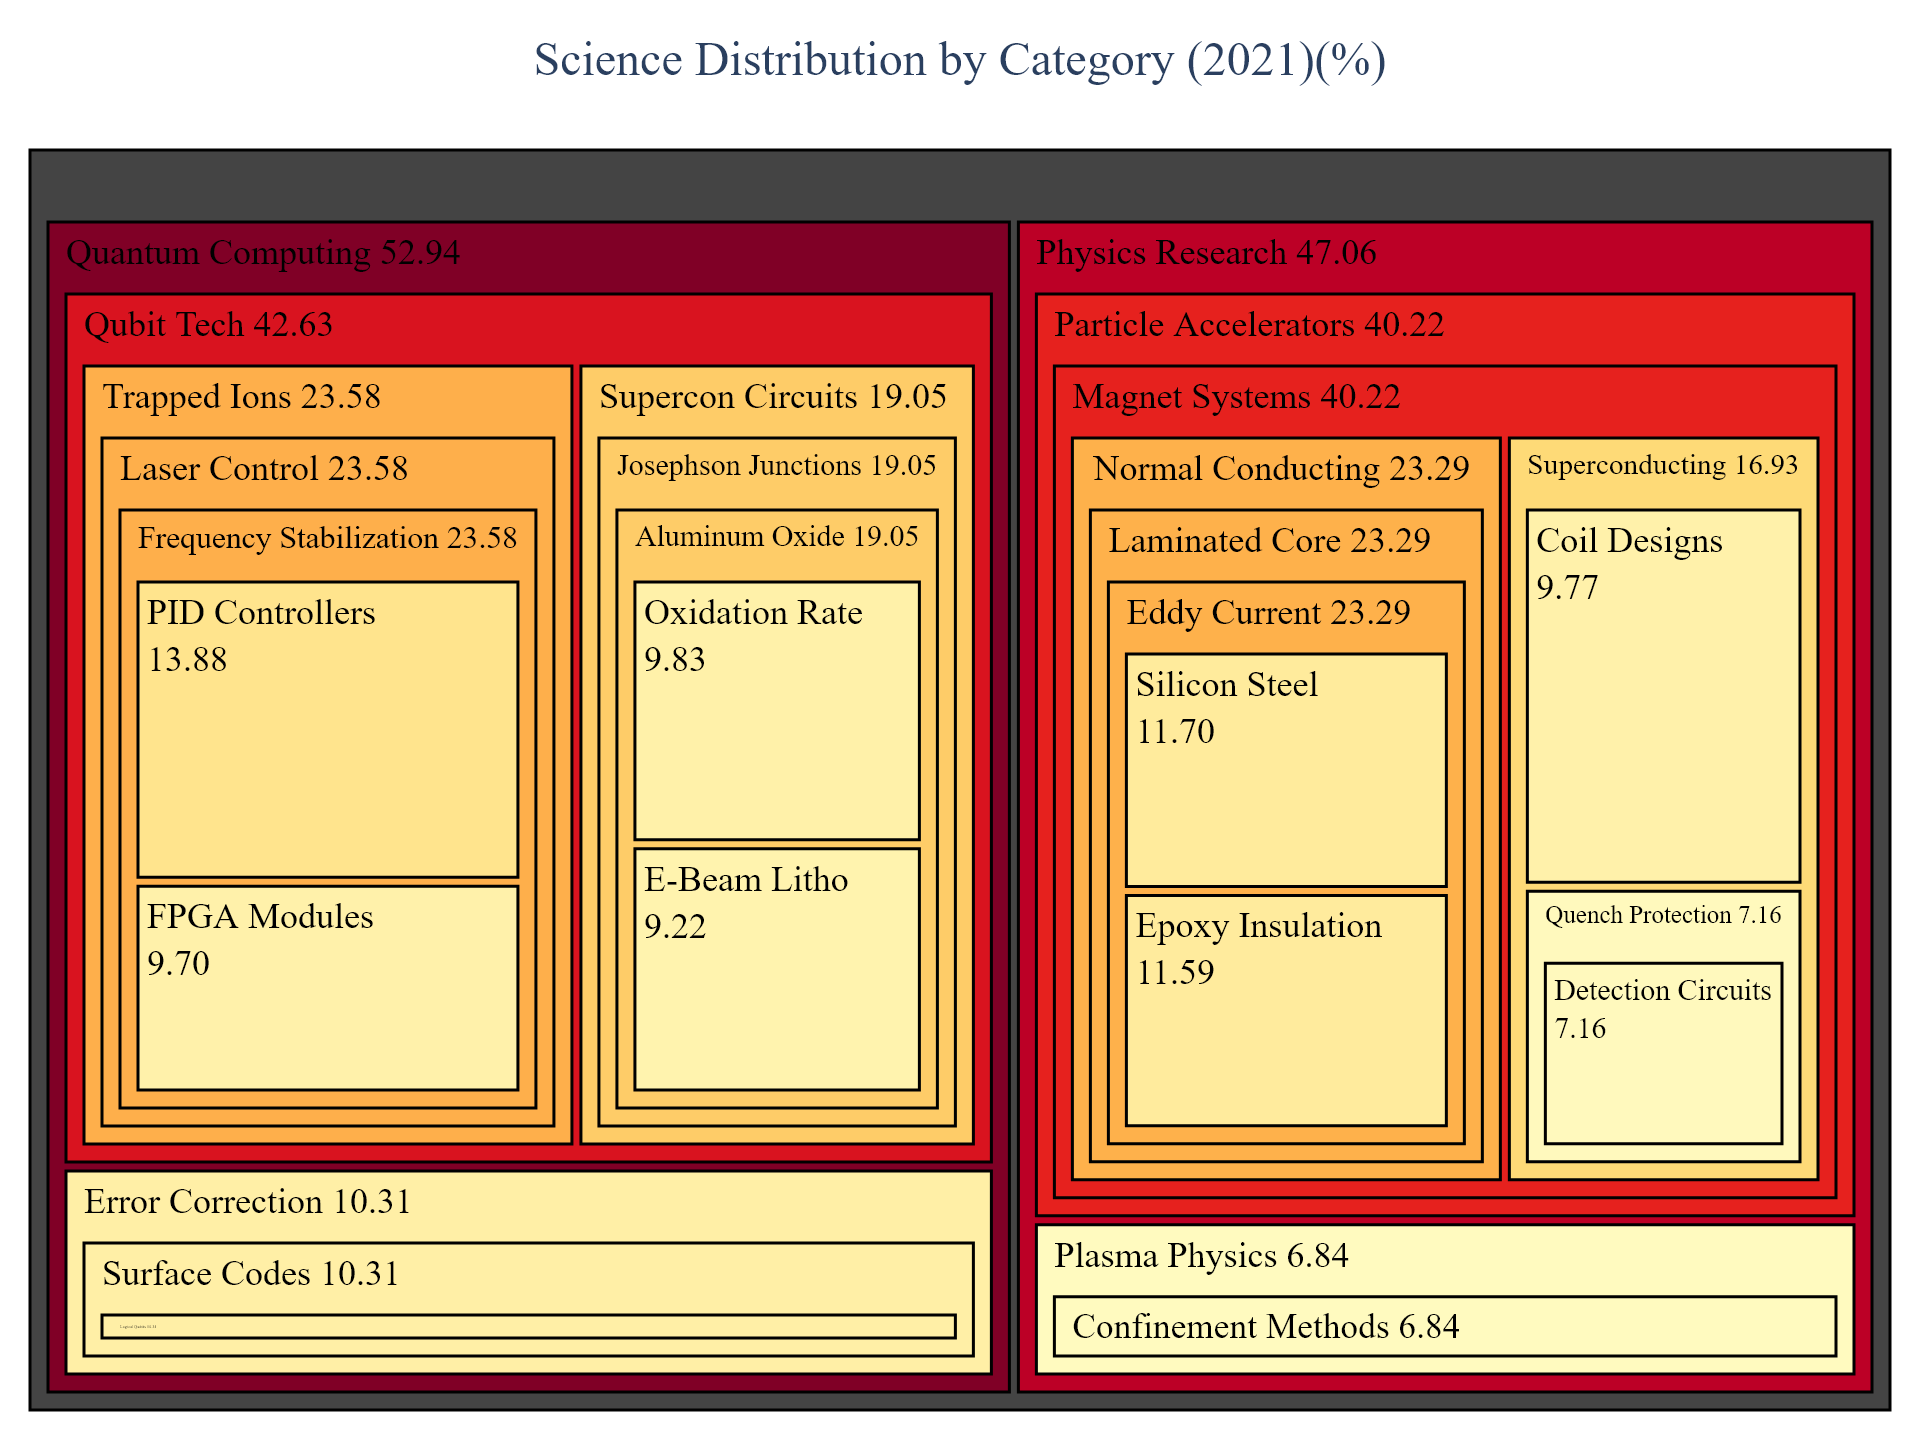 Science Distribution by Category (2021)(%)
Quantum Computing 52.94
Qubit Tech 42.63
Trapped Ions 23.58
Laser Control 23.58
Frequency Stabilization 23.58
PID Controllers
13.88
FPGA Modules
9.70
Supercon Circuits 19.05
Josephson Junctions 19.05
Aluminum Oxide 19.05
Oxidation Rate
9.83
E-Beam Litho
9.22
Error Correction 10.31
Surface Codes 10.31
Physics Research 47.06
Particle Accelerators 40.22
Magnet Systems 40.22
Normal Conducting 23.29
Laminated Core 23.29
Eddy Current 23.29
Silicon Steel
11.70
Epoxy Insulation
11.59
Superconducting 16.93
Coil Designs
9.77
Quench Protection 7.16
Detection Circuits
7.16
Plasma Physics 6.84
Confinement Methods 6.84